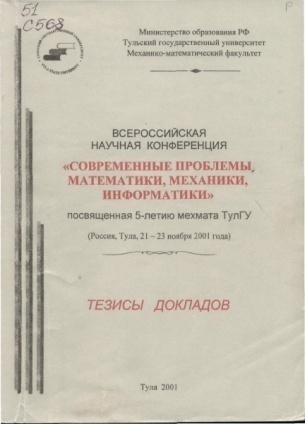 51
С568
Р
Министерство образования РФ
Тульский государственный университет
Механико-математический факультет
ВСЕРОССИЙСКАЯ
НАУЧНАЯ КОНФЕРЕНЦИЯ
«СОВРЕМЕННЫЕ ПРОБЛЕМЫ
МАТЕМАТИКИ, МЕХАНИКИ,
ИНФОРМАТИКИ»
посвященная 5-летию мехмата ТулГУ
(Россия, Тула, 21 – 23 ноября 2001 года)
ТЕЗИСЫ ДОКЛАДОВ
Тула 2001